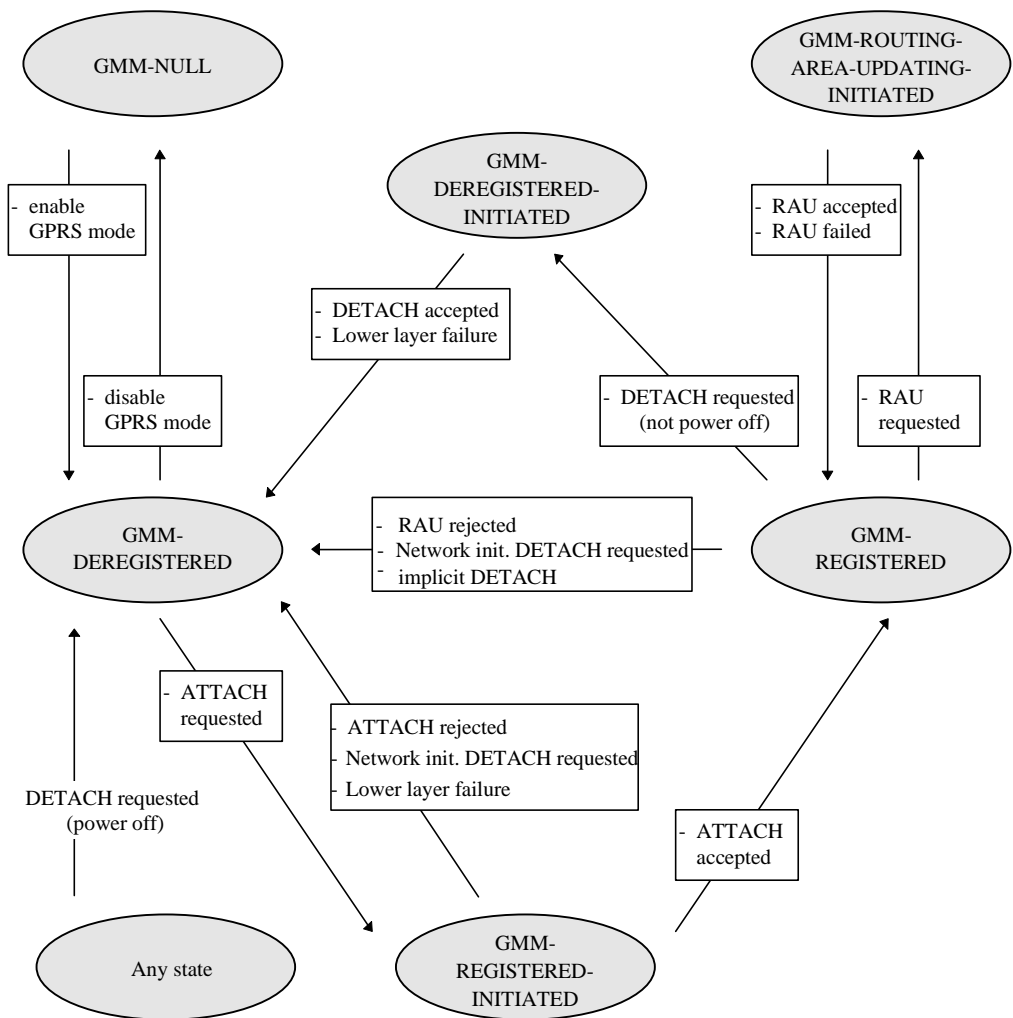 GMM-NULL
GMM-ROUTING-
AREA-UPDATING-
INITIATED
GMM-
DEREGISTERED-
INITIATED
- enable
GPRS mode
- RAU accepted
- RAU failed
- DETACH accepted
- Lower layer failure
- disable
GPRS mode
- DETACH requested
(not power off)
- RAU
requested
GMM-
DEREGISTERED
- RAU rejected
- Network init. DETACH requested
- implicit DETACH
GMM-
REGISTERED
- ATTACH
requested
- ATTACH rejected
- Network init. DETACH requested
- Lower layer failure
DETACH requested
(power off)
- ATTACH
accepted
Any state
GMM-
REGISTERED-
INITIATED